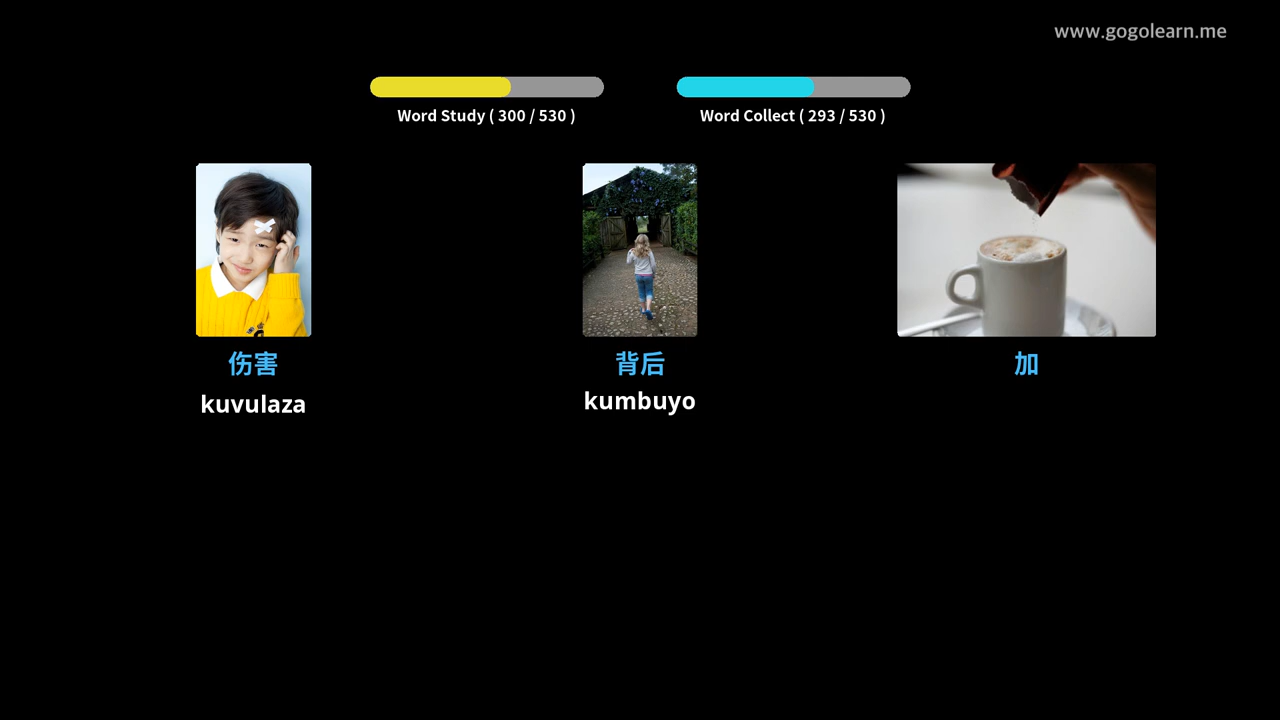 www.gogolearn.me
Word Study ( 300 / 530 )
Word Collect ( 293 / 530 )
伤害
kuvulaza
背后
kumbuyo
加